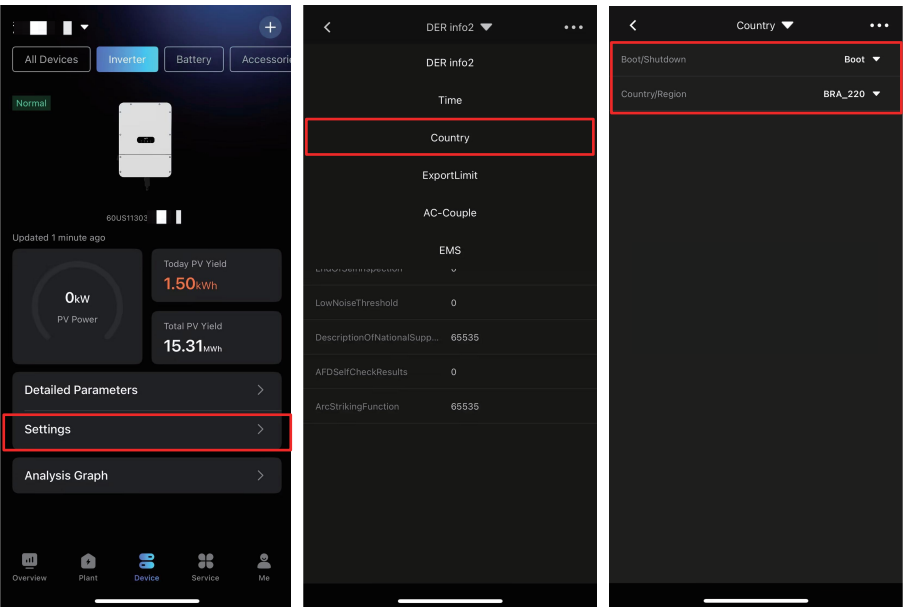 All Devices
Inverter
Battery
Accessori
Normal
60US11303
Updated 1 minute ago
0kW
PV Power
Today PV Yield
1.50kWh
Total PV Yield
15.31MWh
Detailed Parameters
Settings
Analysis Graph
Overview
Plant
Device
Service
Me
DER info2
DER info2
Time
Country
ExportLimit
AC-Couple
EMS
LowNoiseThreshold 0
DescriptionOfNationalSupp... 65535
AFDSelfCheckResults 0
ArcStrikingFunction 65535
Country
Boot/Shutdown Boot
Country/Region BRA_220